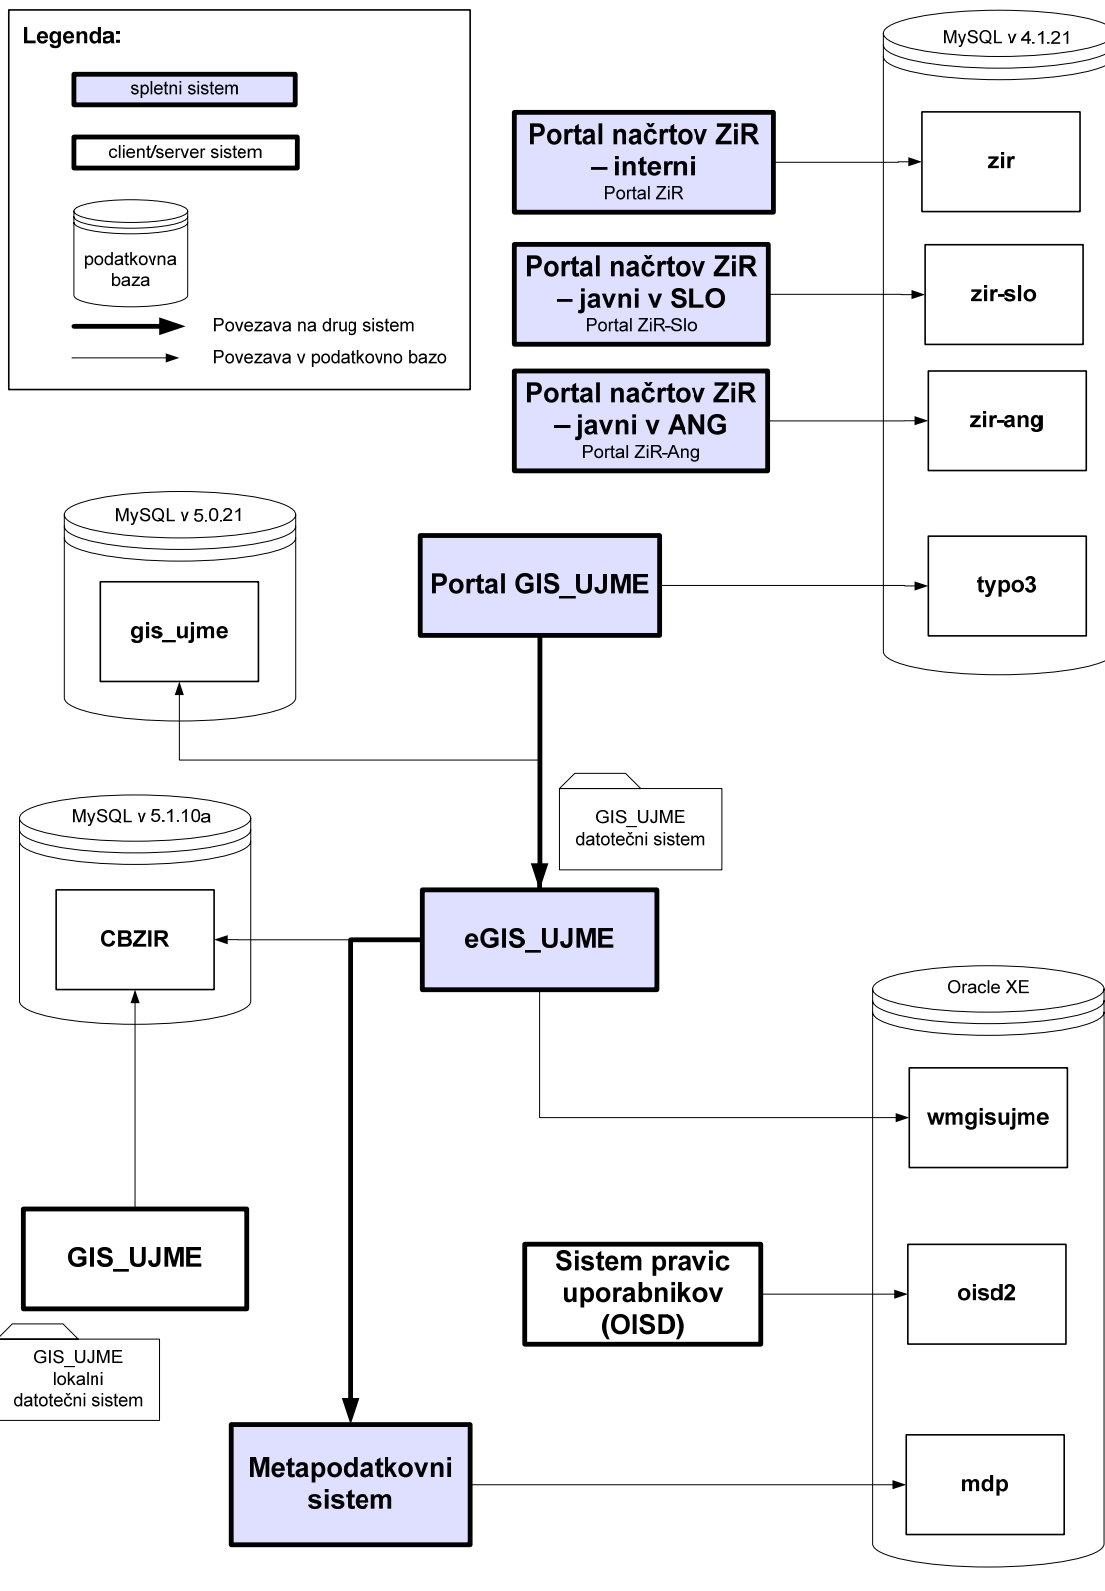 Legenda:
spletni sistem
client/server sistem
podatkovna
baza
Povezava na drug sistem
Povezava v podatkovno bazo
MySQL v 4.1.21
Portal načrtov ZiR
– interni
Portal ZiR
zir
Portal načrtov ZiR
– javni v SLO
Portal ZiR-Slo
zir-slo
Portal načrtov ZiR
– javni v ANG
Portal ZiR-Ang
zir-ang
MySQL v 5.0.21
gis_ujme
Portal GIS_UJME
typo3
MySQL v 5.1.10a
GIS_UJME
datotečni sistem
CBZIR
eGIS_UJME
Oracle XE
wmgisujme
GIS_UJME
Sistem pravic
uporabnikov
(OISD)
oisd2
GIS_UJME
lokalni
datotečni sistem
Metapodatkovni
sistem
mdp